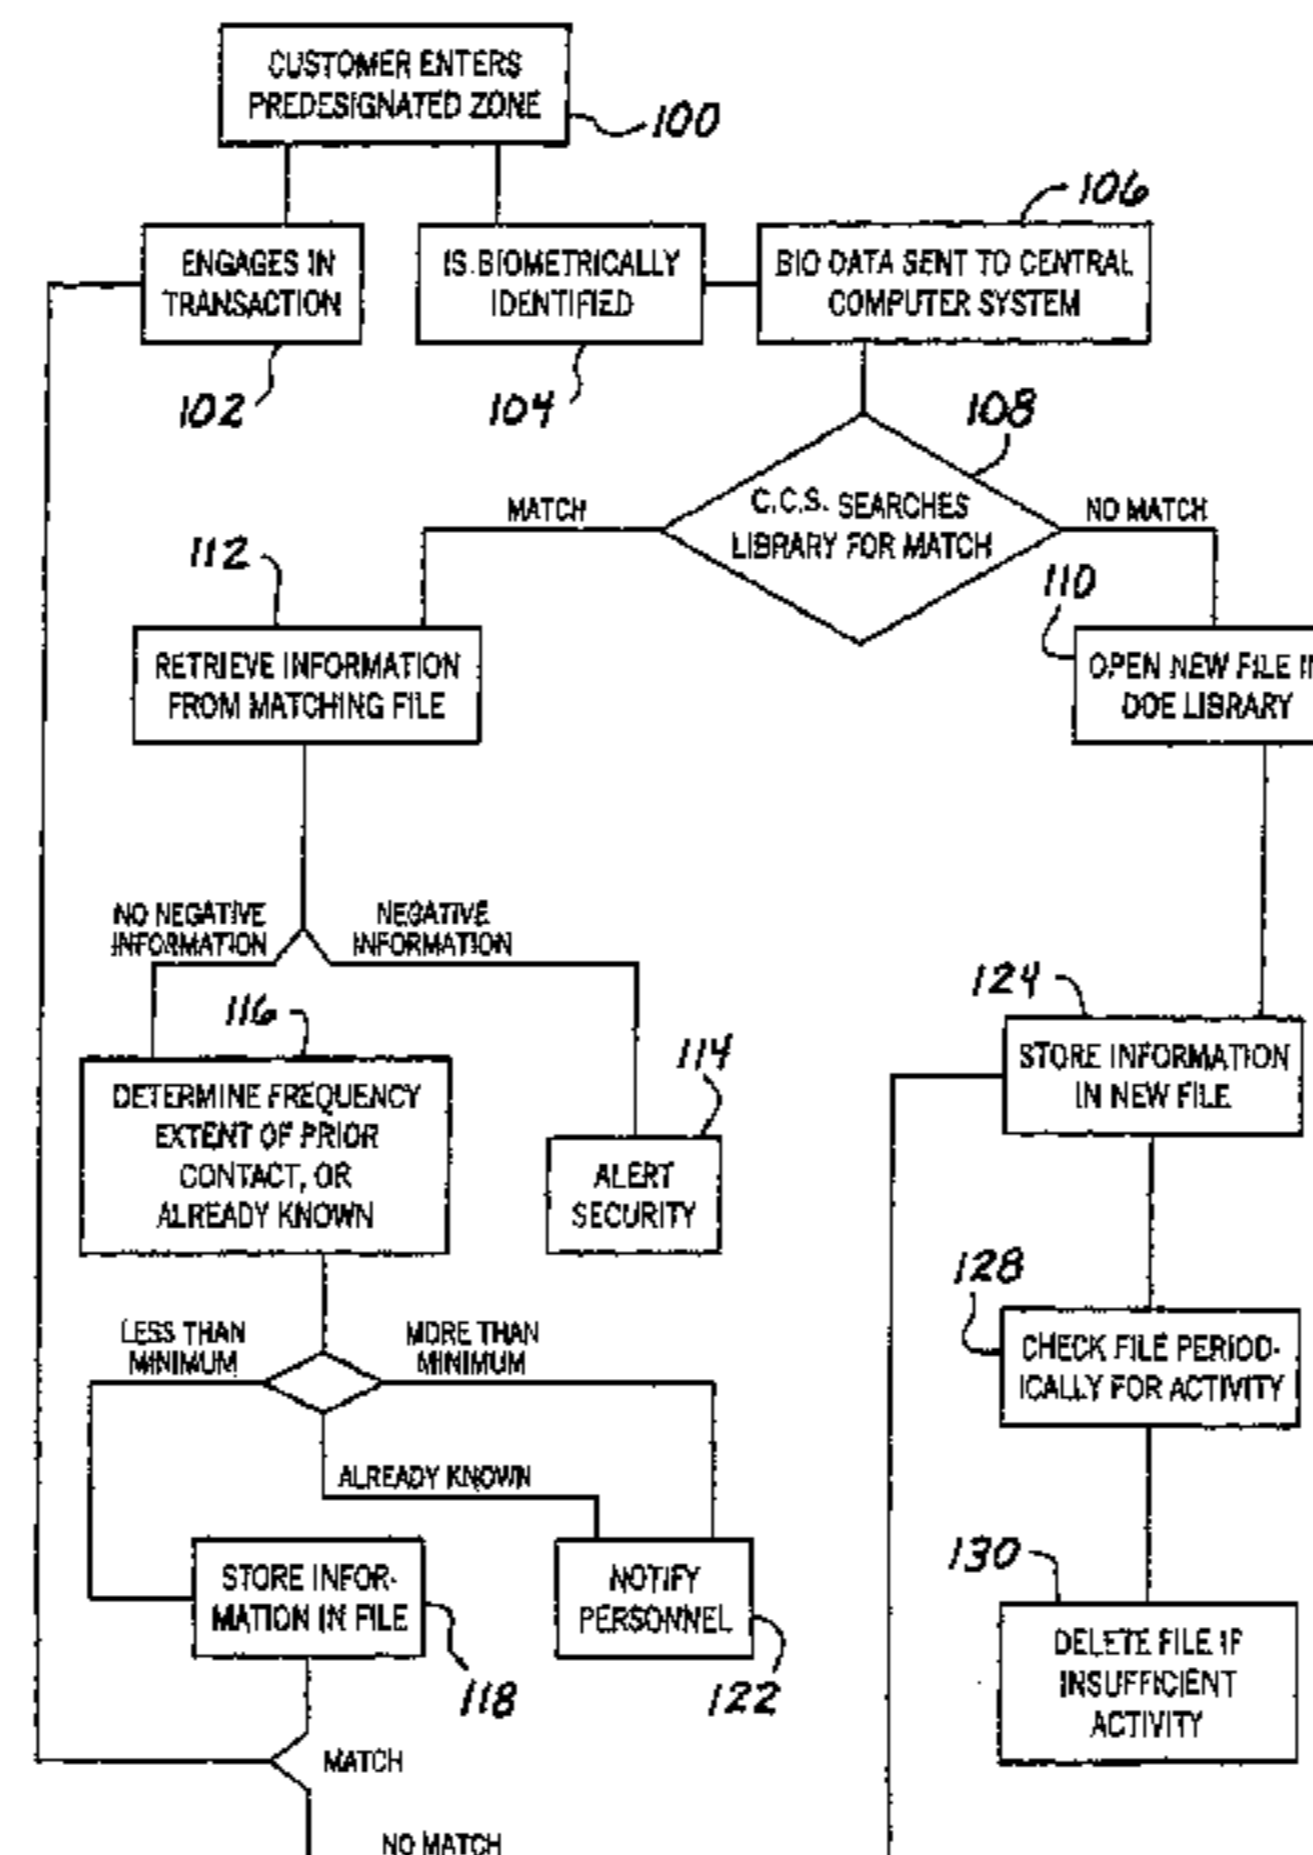 CUSTOMER ENTERS
PREDESIGNATED ZONE
100
106
ENGAGES IN
TRANSACTION
IS BIOMETRICALLY
IDENTIFIED
BIO DATA SENT TO CENTRAL
COMPUTER SYSTEM
102
104
108
C.C.S. SEARCHES
LIBRARY FOR MATCH
MATCH
NO MATCH
112
110
RETRIEVE INFORMATION
FROM MATCHING FILE
OPEN NEW FILE IN
DOE LIBRARY
NO NEGATIVE
INFORMATION
NEGATIVE
INFORMATION
116
124
DETERMINE FREQUENCY
EXTENT OF PRIOR
CONTACT, OR
ALREADY KNOWN
114
ALERT
SECURITY
STORE INFORMATION
IN NEW FILE
128
LESS THAN
MINIMUM
MORE THAN
MINIMUM
CHECK FILE PERIOD-
ICALLY FOR ACTIVITY
ALREADY KNOWN
130
STORE INFOR-
MATION IN FILE
NOTIFY
PERSONNEL
118
122
DELETE FILE IF
INSUFFICIENT
ACTIVITY
MATCH
NO MATCH